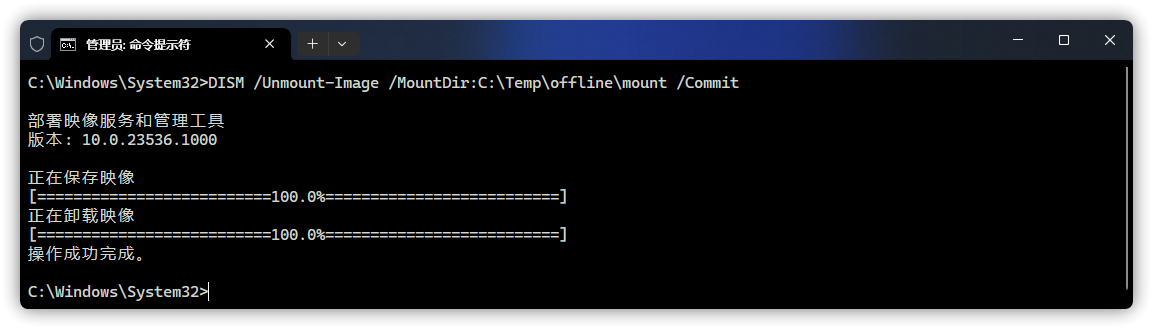 管理员: 命令提示符
C:\Windows\System32>DISM /Unmount-Image /MountDir:C:\Temp\offline\mount /Commit
部署映像服务和管理工具
版本: 10.0.23536.1000
正在保存映像
[==========================100.0%==========================]
正在卸载映像
[==========================100.0%==========================]
操作成功完成。
C:\Windows\System32>